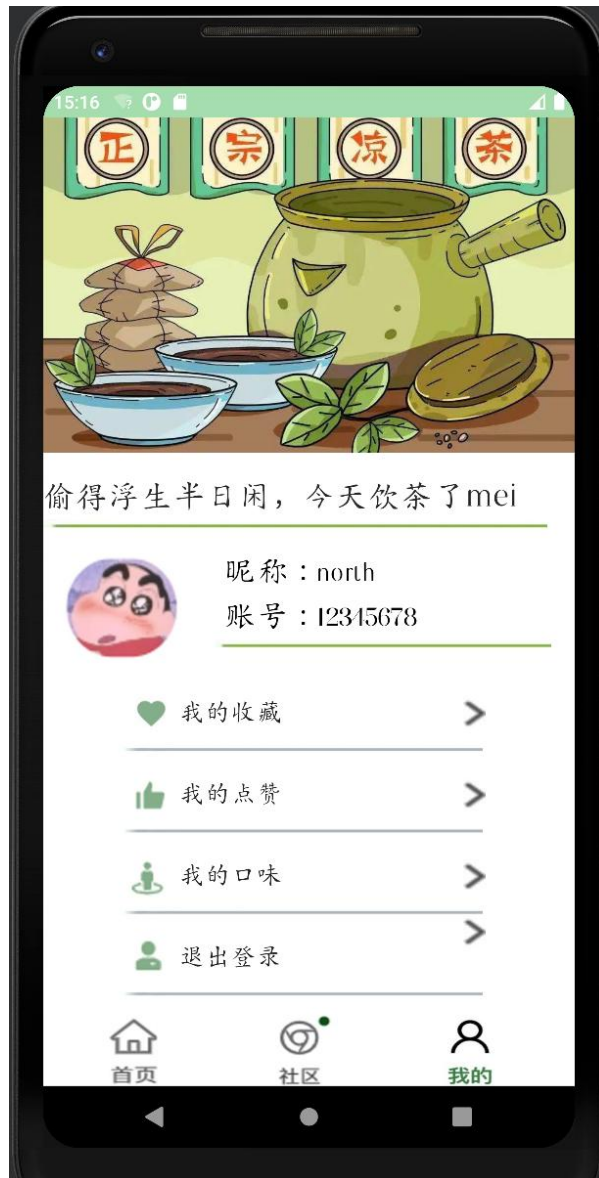 15:16
正宗凉茶
偷得浮生半日闲，今天饮茶了mei
昵称：north
账号：12345678
我的收藏
我的点赞
我的口味
退出登录
首页 社区 我的